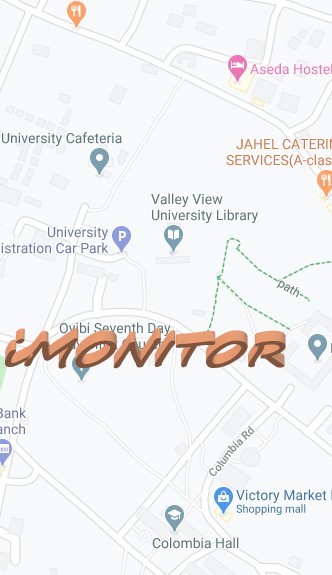 Aseda Hostel
University Cafeteria
JAHEL CATERIN
SERVICES(A-clas
Valley View
University Library
University
istration Car Park
P
path
Oyibi Seventh Day
iMONITOR
Bank
anch
Columbia Rd
Victory Market
Shopping mall
Colombia Hall